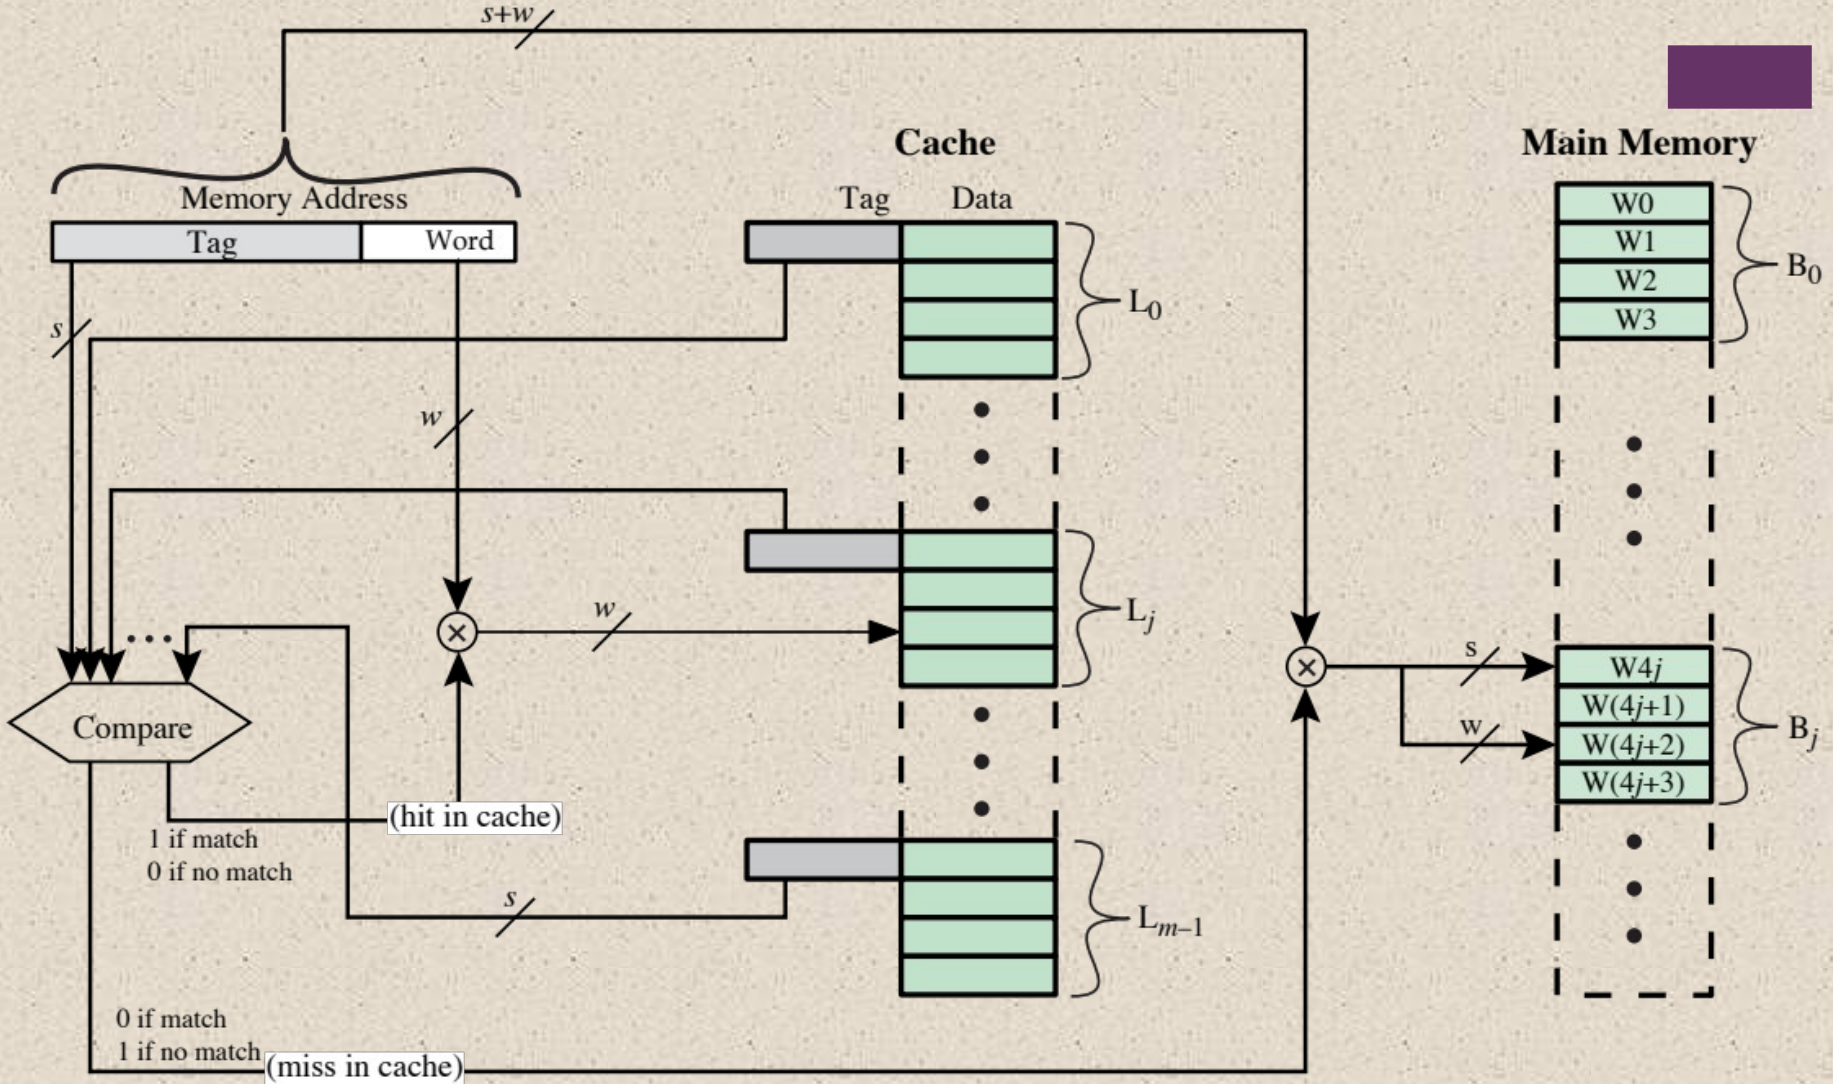 s+w
Cache
Main Memory
Memory Address
Tag
Data
Tag
Word
W0
W1
W2
W3
B0
L0
s
w
w
Lj
s
W4j
W(4j+1)
w
W(4j+2)
W(4j+3)
Bj
Compare
(hit in cache)
1 if match
0 if no match
s
Lm–1
0 if match
1 if no match
(miss in cache)